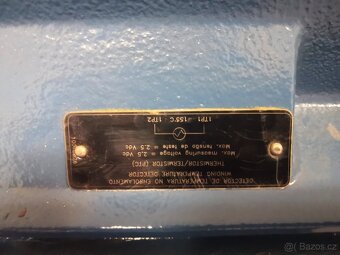 DETECTOR DE TEMPERATURA NO ENROLAMENTO
WINDING TEMPERATURE DETECTOR
THERMISTOR/TERMISTOR (PTC)
Max. measuring voltage = 2.5 Vdc
Max. tensão de teste = 2.5 Vdc
1TP1 155°C 1TP2
Bazos.cz